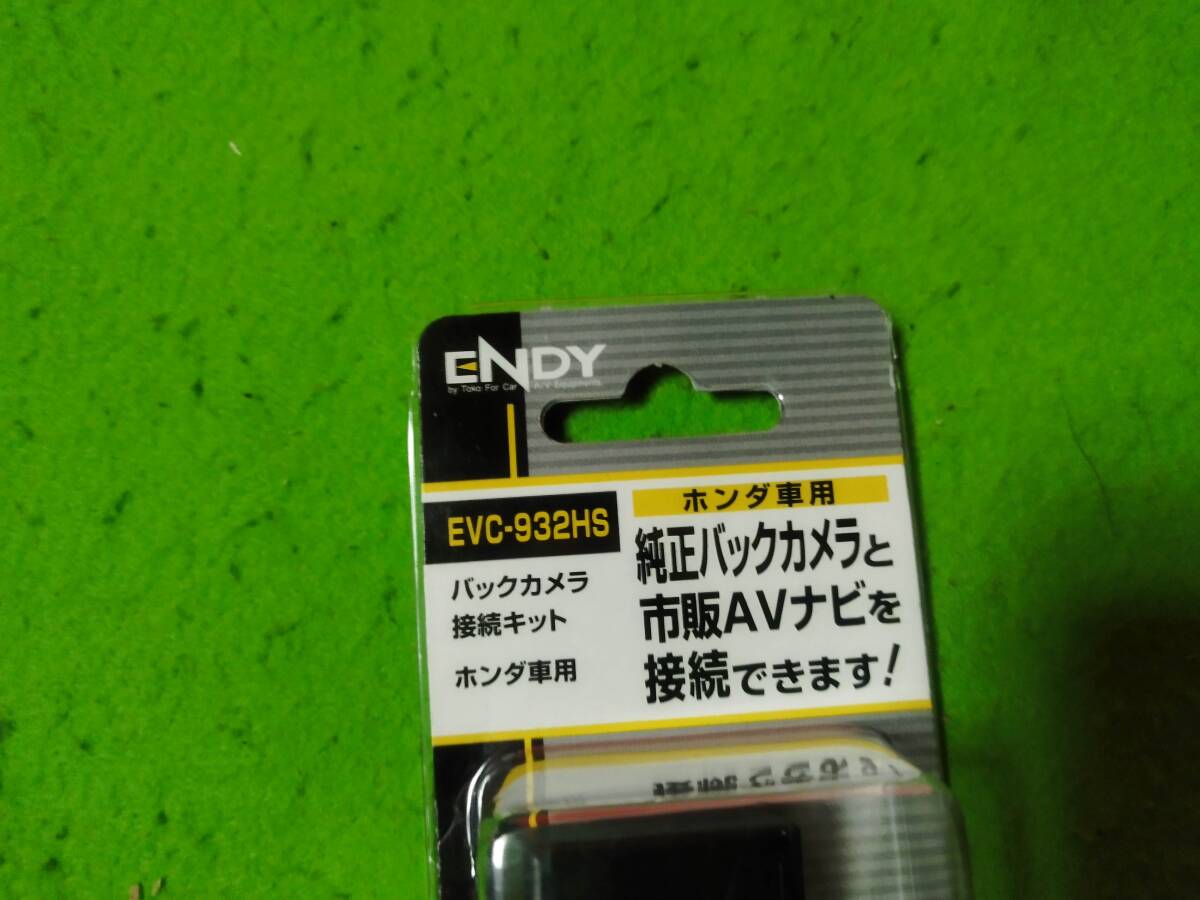 ENDY
by Toko: For Car A/V Equipments
EVC-932HS
バックカメラ
接続キット
ホンダ車用
ホンダ車用
純正バックカメラと
市販AVナビを
接続できます!